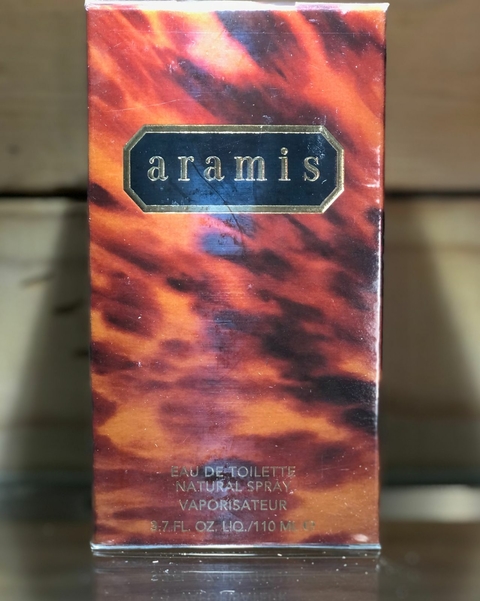 aramis
EAU DE TOILETTE
NATURAL SPRAY
VAPORISATEUR
3.7 FL. OZ. LIQ./110 ML ℮